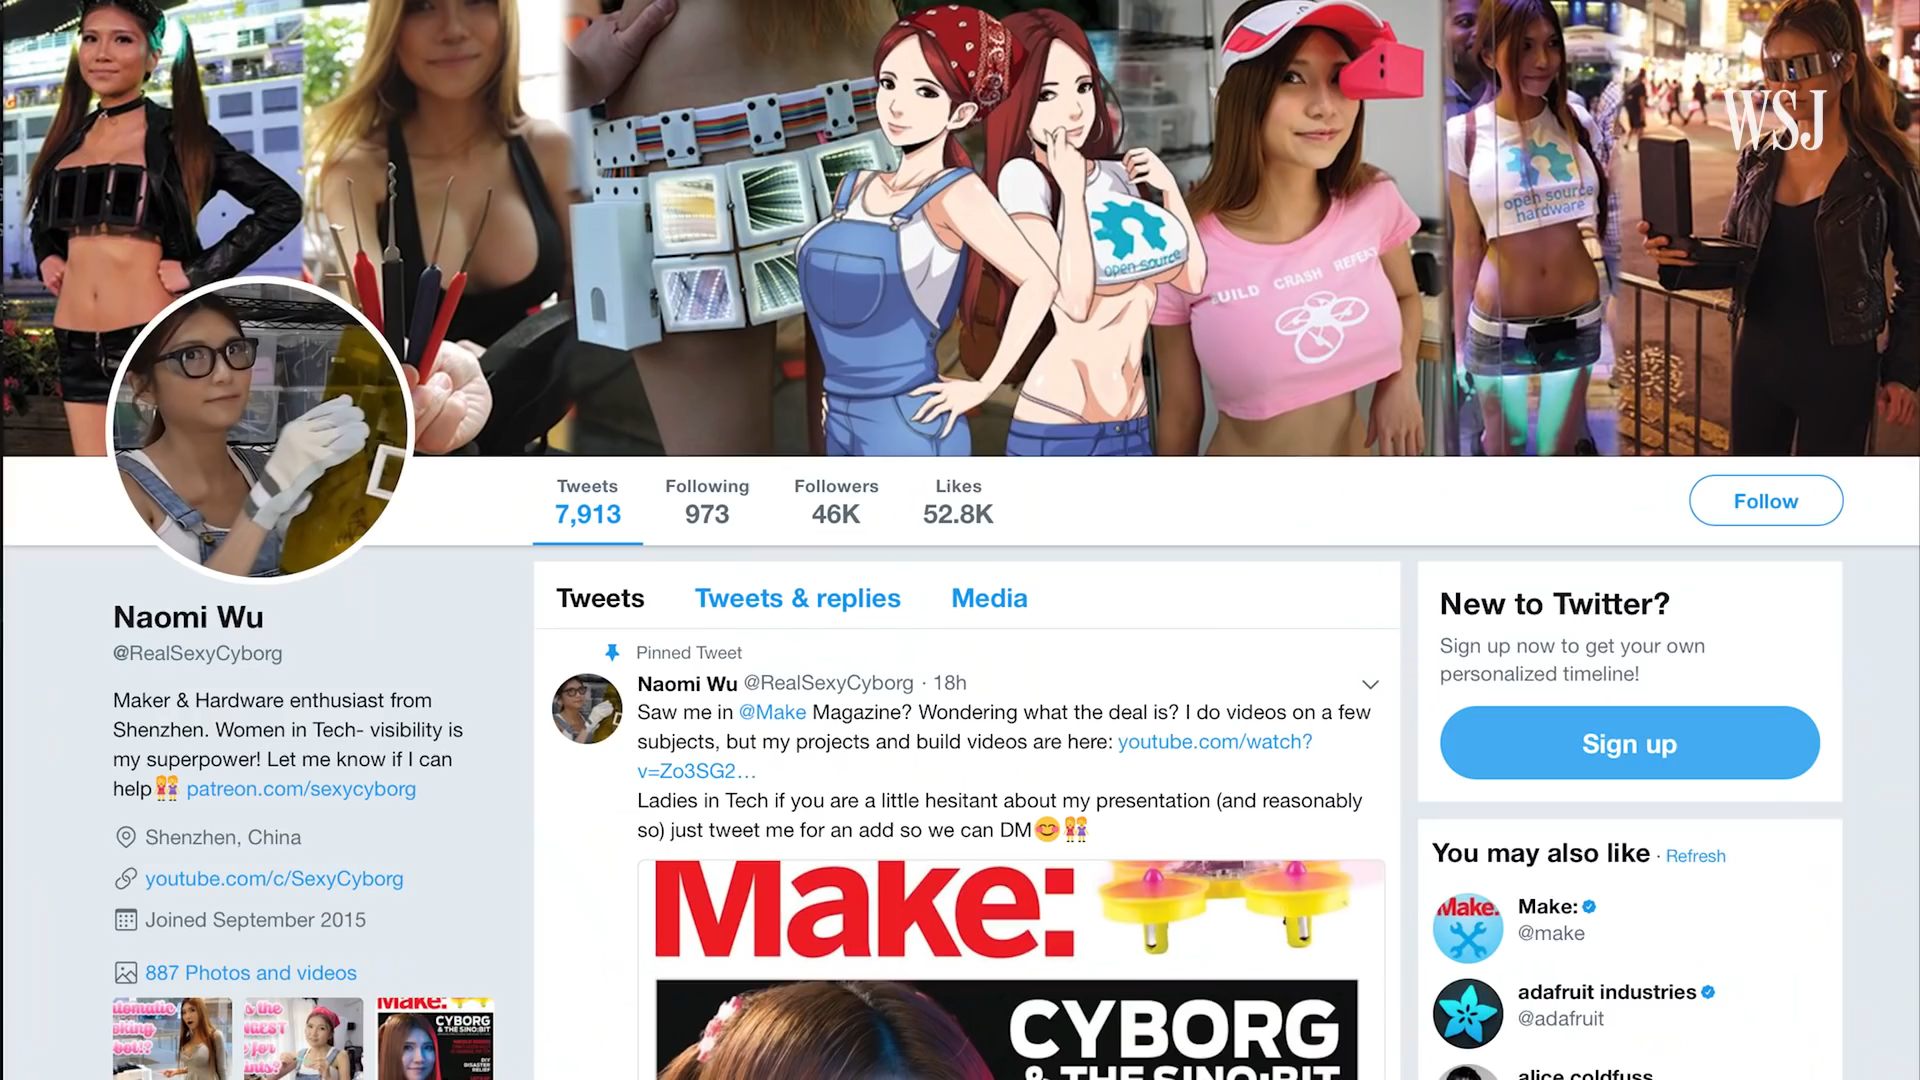 WSJ
open source
BUILD CRASH REPEAT
open source
hardware
Tweets
7,913
Following
973
Followers
46K
Likes
52.8K
Follow
Naomi Wu
@RealSexyCyborg
Maker & Hardware enthusiast from
Shenzhen. Women in Tech- visibility is
my superpower! Let me know if I can
help👭 patreon.com/sexycyborg
Shenzhen, China
youtube.com/c/SexyCyborg
Joined September 2015
887 Photos and videos
Make:
CYBORG
& THE SINO:BIT
Tweets
Tweets & replies
Media
Pinned Tweet
Naomi Wu @RealSexyCyborg · 18h
Saw me in @Make Magazine? Wondering what the deal is? I do videos on a few
subjects, but my projects and build videos are here: youtube.com/watch?
v=Zo3SG2…
Ladies in Tech if you are a little hesitant about my presentation (and reasonably
so) just tweet me for an add so we can DM😊👭
Make:
CYBORG
& THE SINO:BIT
New to Twitter?
Sign up now to get your own
personalized timeline!
Sign up
You may also like · Refresh
Make.
Make:
@make
adafruit industries
@adafruit
alice coldfuss